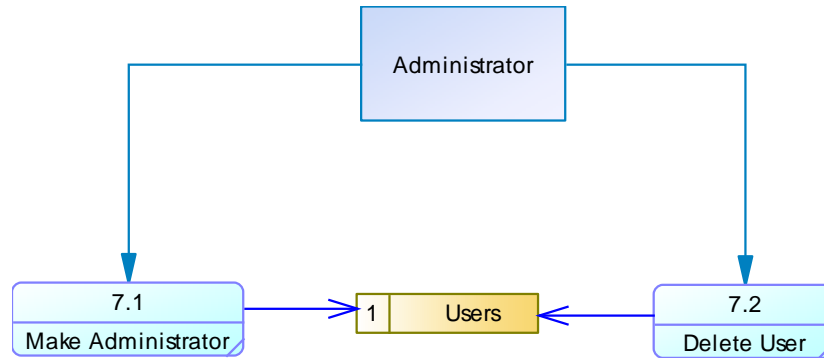 Administrator
7.1
Make Administrator
1 Users
7.2
Delete User